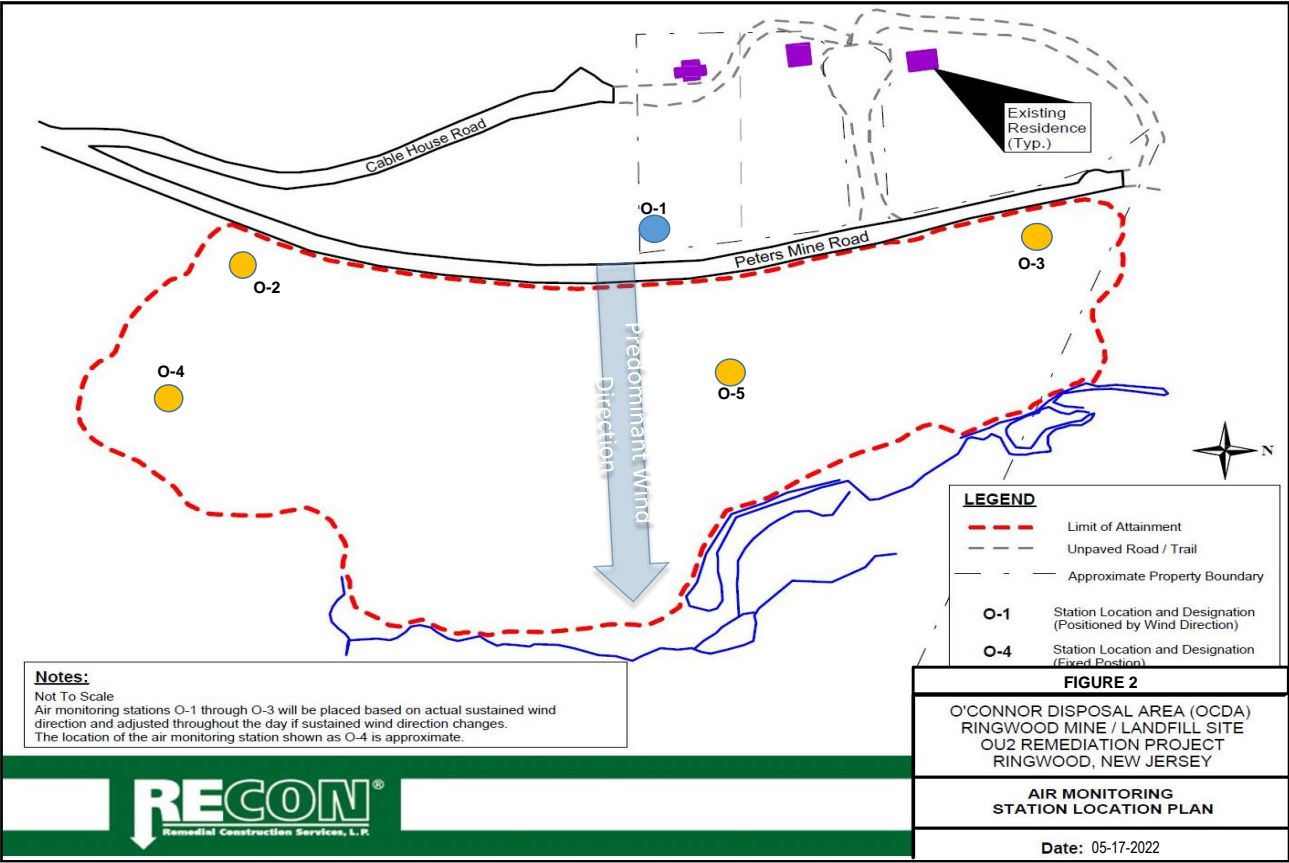 Existing
Residence
(Typ.)
Cable House Road
O-1
Peters Mine Road
O-2
O-3
O-4
O-5
Predominant Wind
Direction
N
LEGEND
Limit of Attainment
Unpaved Road / Trail
Approximate Property Boundary
O-1
Station Location and Designation
(Positioned by Wind Direction)
O-4
Station Location and Designation
(Fixed Postion)
Notes:
Not To Scale
Air monitoring stations O-1 through O-3 will be placed based on actual sustained wind
direction and adjusted throughout the day if sustained wind direction changes.
The location of the air monitoring station shown as O-4 is approximate.
FIGURE 2
O'CONNOR DISPOSAL AREA (OCDA)
RINGWOOD MINE / LANDFILL SITE
OU2 REMEDIATION PROJECT
RINGWOOD, NEW JERSEY
AIR MONITORING
STATION LOCATION PLAN
Date: 05-17-2022
RECON®
Remedial Construction Services, L.P.